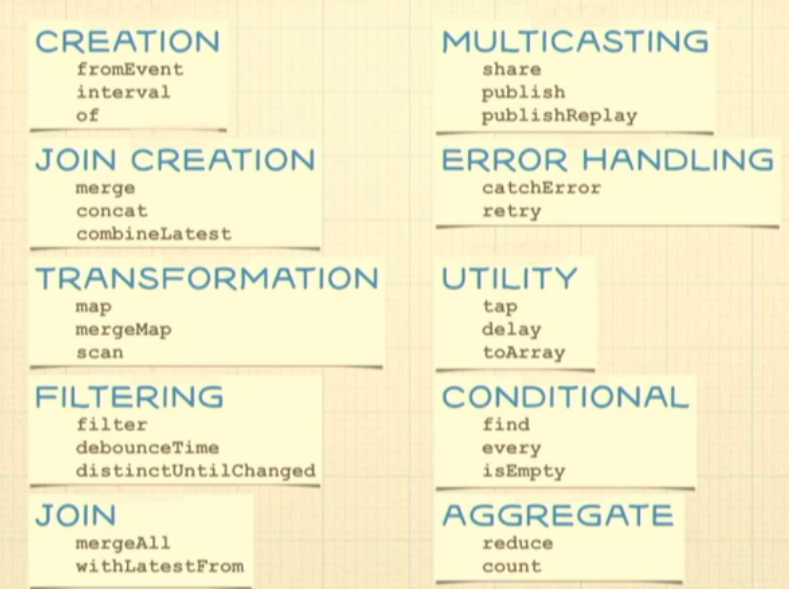 CREATION
fromEvent
interval
of
JOIN CREATION
merge
concat
combineLatest
TRANSFORMATION
map
mergeMap
scan
FILTERING
filter
debounceTime
distinctUntilChanged
JOIN
mergeAll
withLatestFrom
MULTICASTING
share
publish
publishReplay
ERROR HANDLING
catchError
retry
UTILITY
tap
delay
toArray
CONDITIONAL
find
every
isEmpty
AGGREGATE
reduce
count